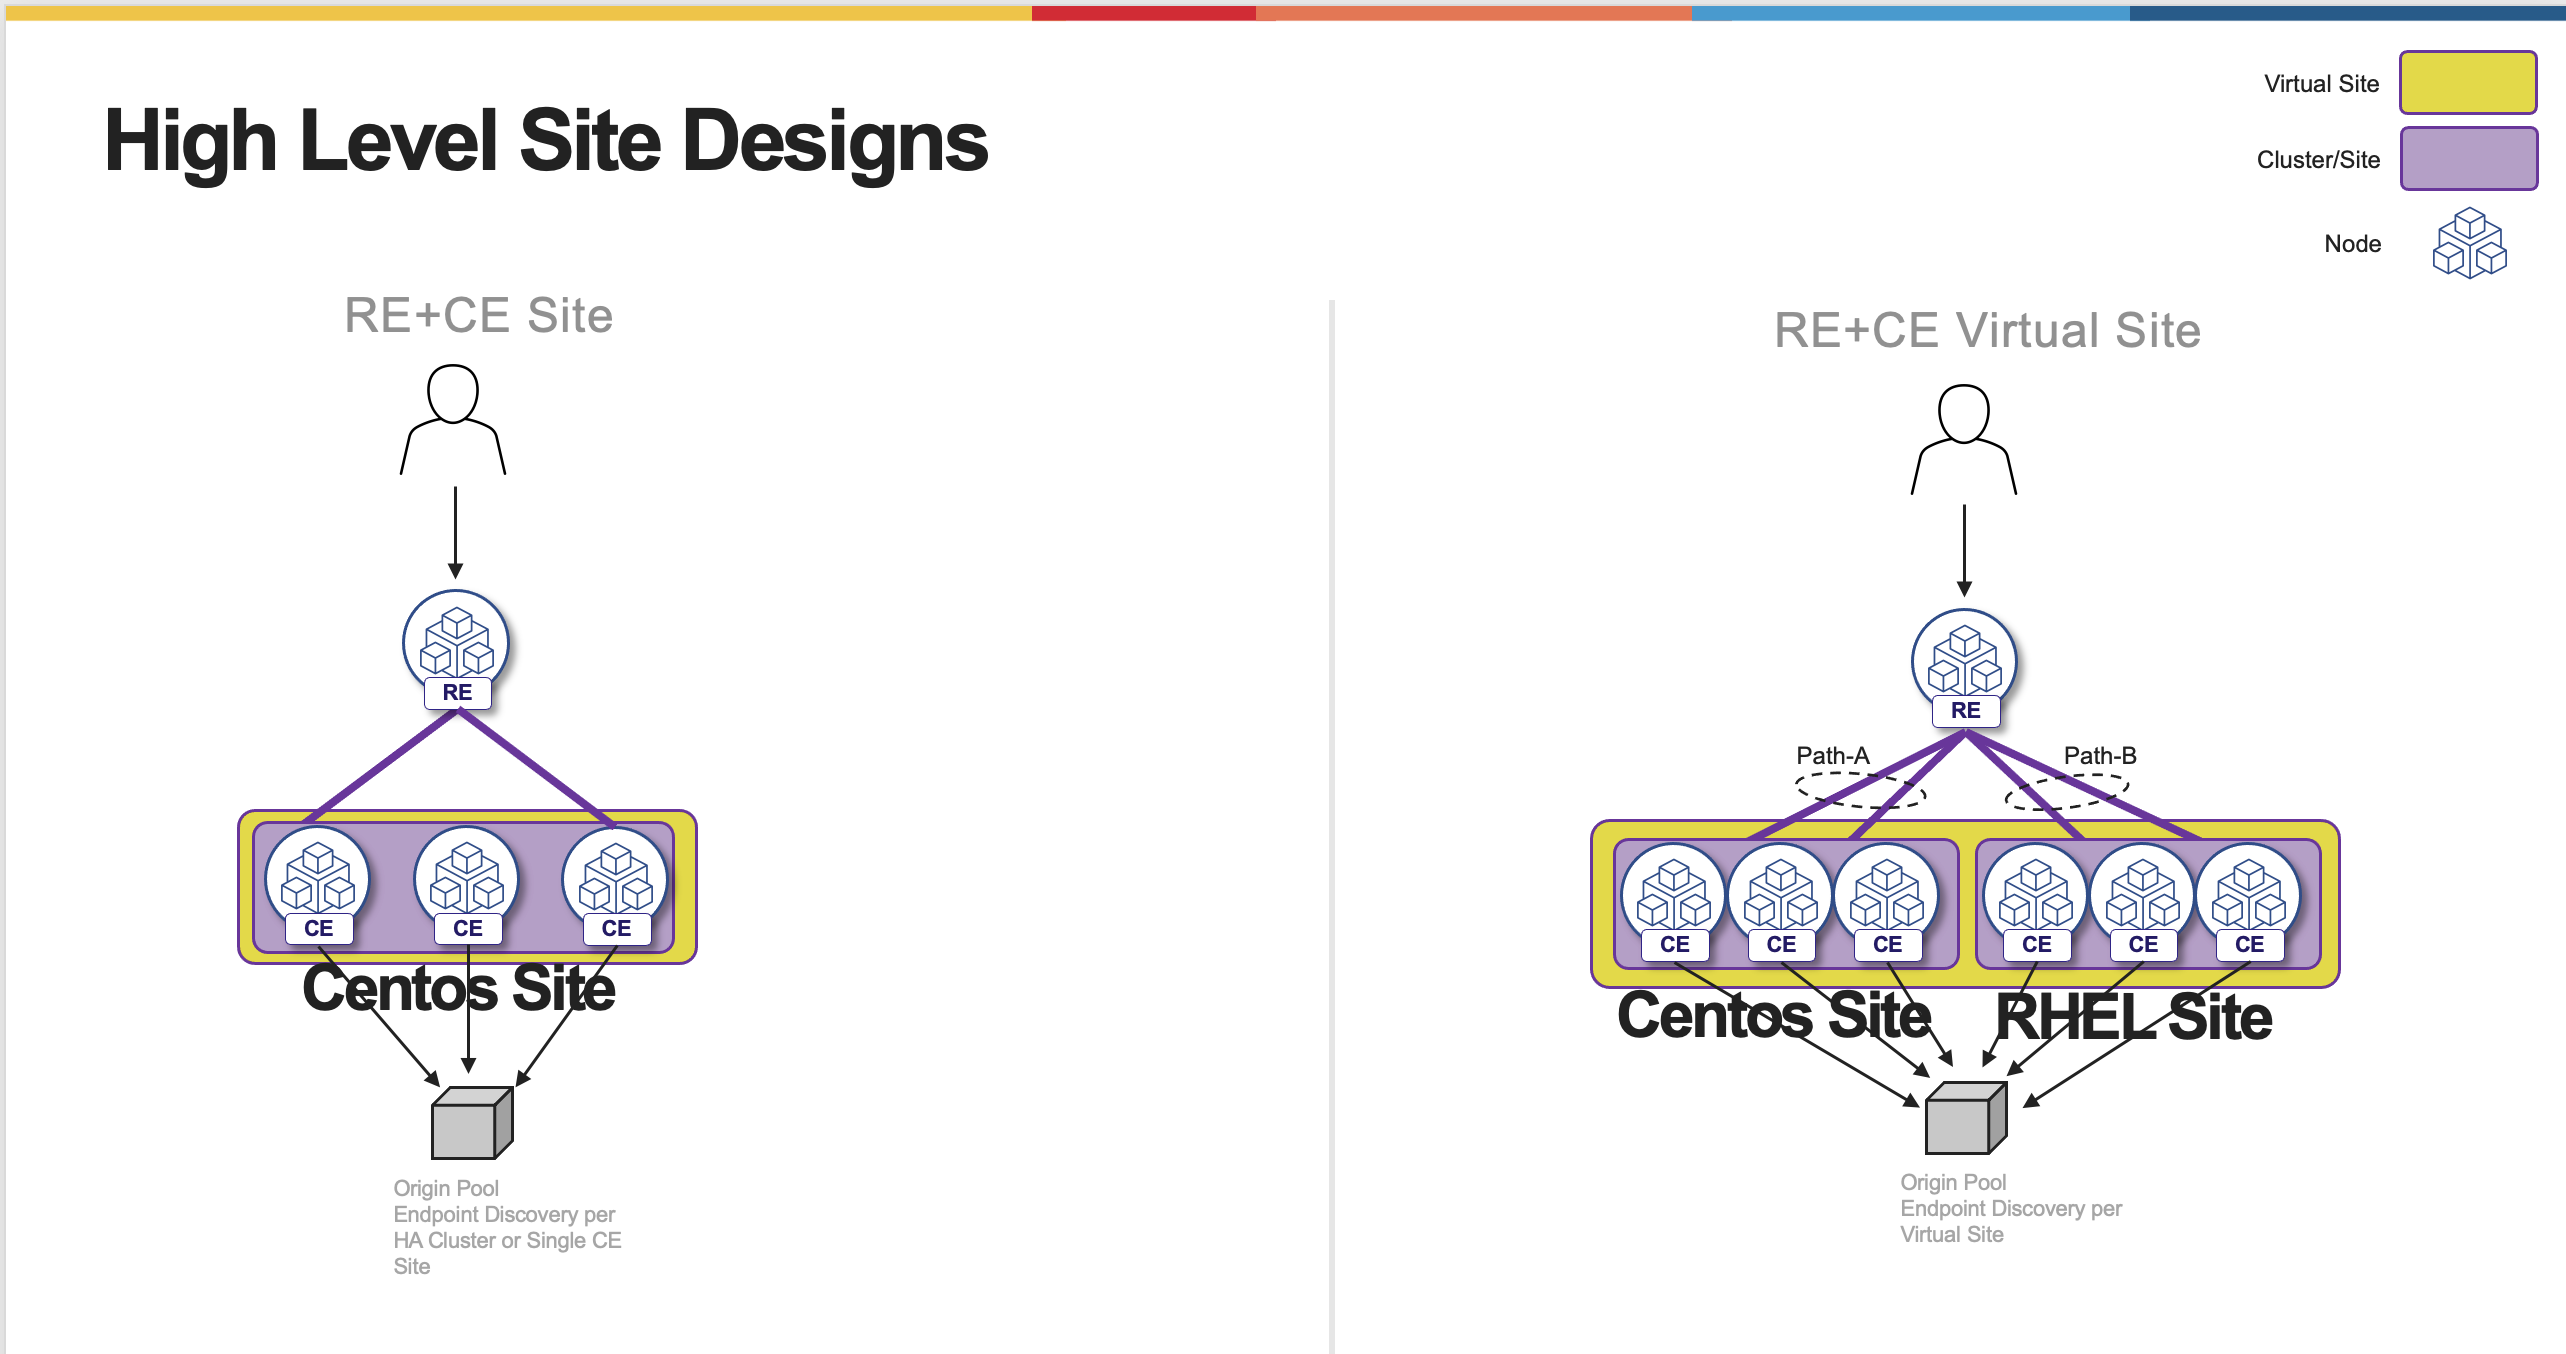 High Level Site Designs
Virtual Site
Cluster/Site
Node
RE+CE Site
RE
CE
CE
CE
Centos Site
Origin Pool
Endpoint Discovery per
HA Cluster or Single CE
Site
RE+CE Virtual Site
RE
Path-A
Path-B
CE
CE
CE
CE
CE
CE
Centos Site
RHEL Site
Origin Pool
Endpoint Discovery per
Virtual Site